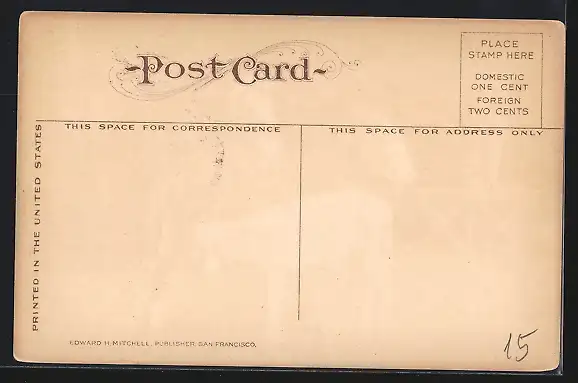 Post Card
PLACE
STAMP HERE
DOMESTIC
ONE CENT
FOREIGN
TWO CENTS
THIS SPACE FOR CORRESPONDENCE
THIS SPACE FOR ADDRESS ONLY
PRINTED IN THE UNITED STATES
EDWARD H. MITCHELL, PUBLISHER, SAN FRANCISCO.
15